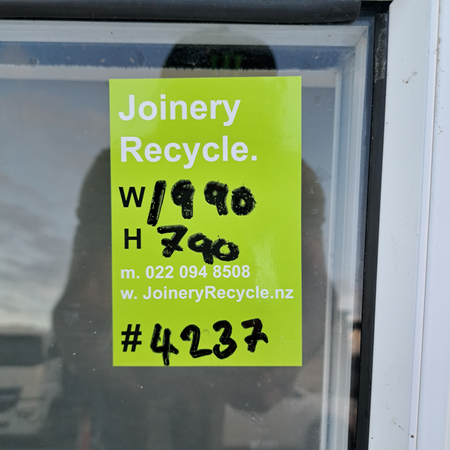 Joinery
Recycle.
W 1990
H 790
m. 022 094 8508
w. JoineryRecycle.nz
#4237